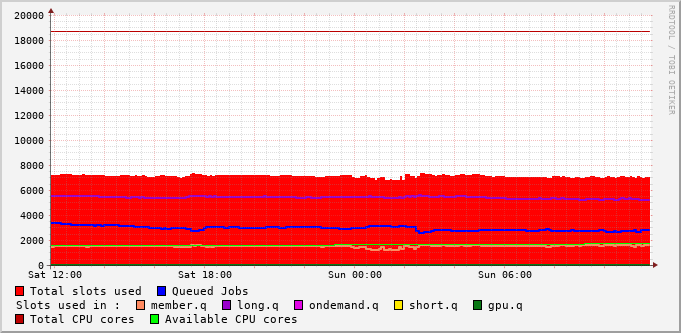 RRDTOOL / TOBI OETIKER
20000
18000
16000
14000
12000
10000
8000
6000
4000
2000
0
Sat 12:00 Sat 18:00 Sun 00:00 Sun 06:00
Total slots used Queued Jobs
Slots used in : member.q long.q ondemand.q short.q gpu.q
Total CPU cores Available CPU cores